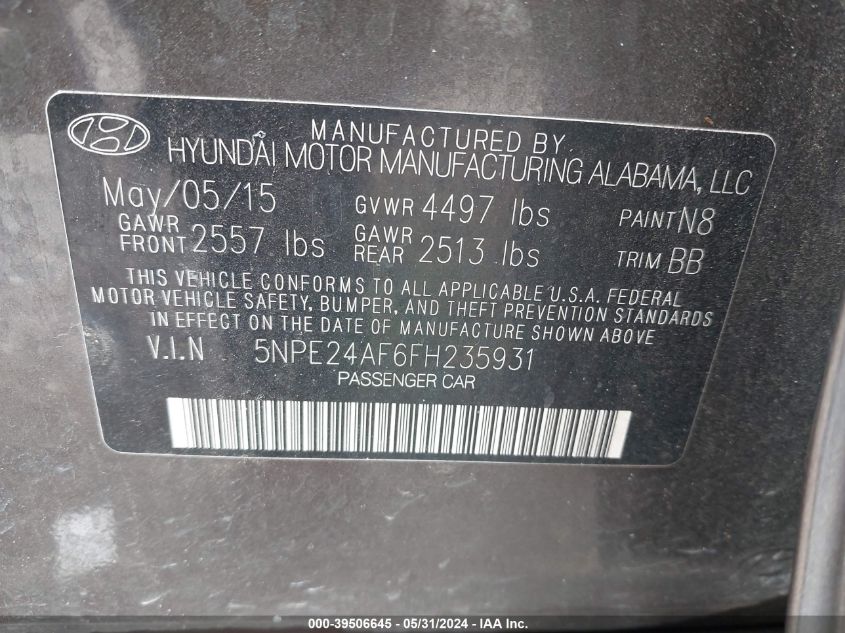 MANUFACTURED BY
HYUNDAI MOTOR MANUFACTURING ALABAMA, LLC
May/05/15 GVWR 4497 lbs PAINT N8
GAWR FRONT 2557 lbs GAWR REAR 2513 lbs TRIM BB
THIS VEHICLE CONFORMS TO ALL APPLICABLE U.S.A. FEDERAL
MOTOR VEHICLE SAFETY, BUMPER, AND THEFT PREVENTION STANDARDS
IN EFFECT ON THE DATE OF MANUFACTURE SHOWN ABOVE
V.I.N 5NPE24AF6FH235931
PASSENGER CAR
000-39506645 - 05/31/2024 - IAA Inc.